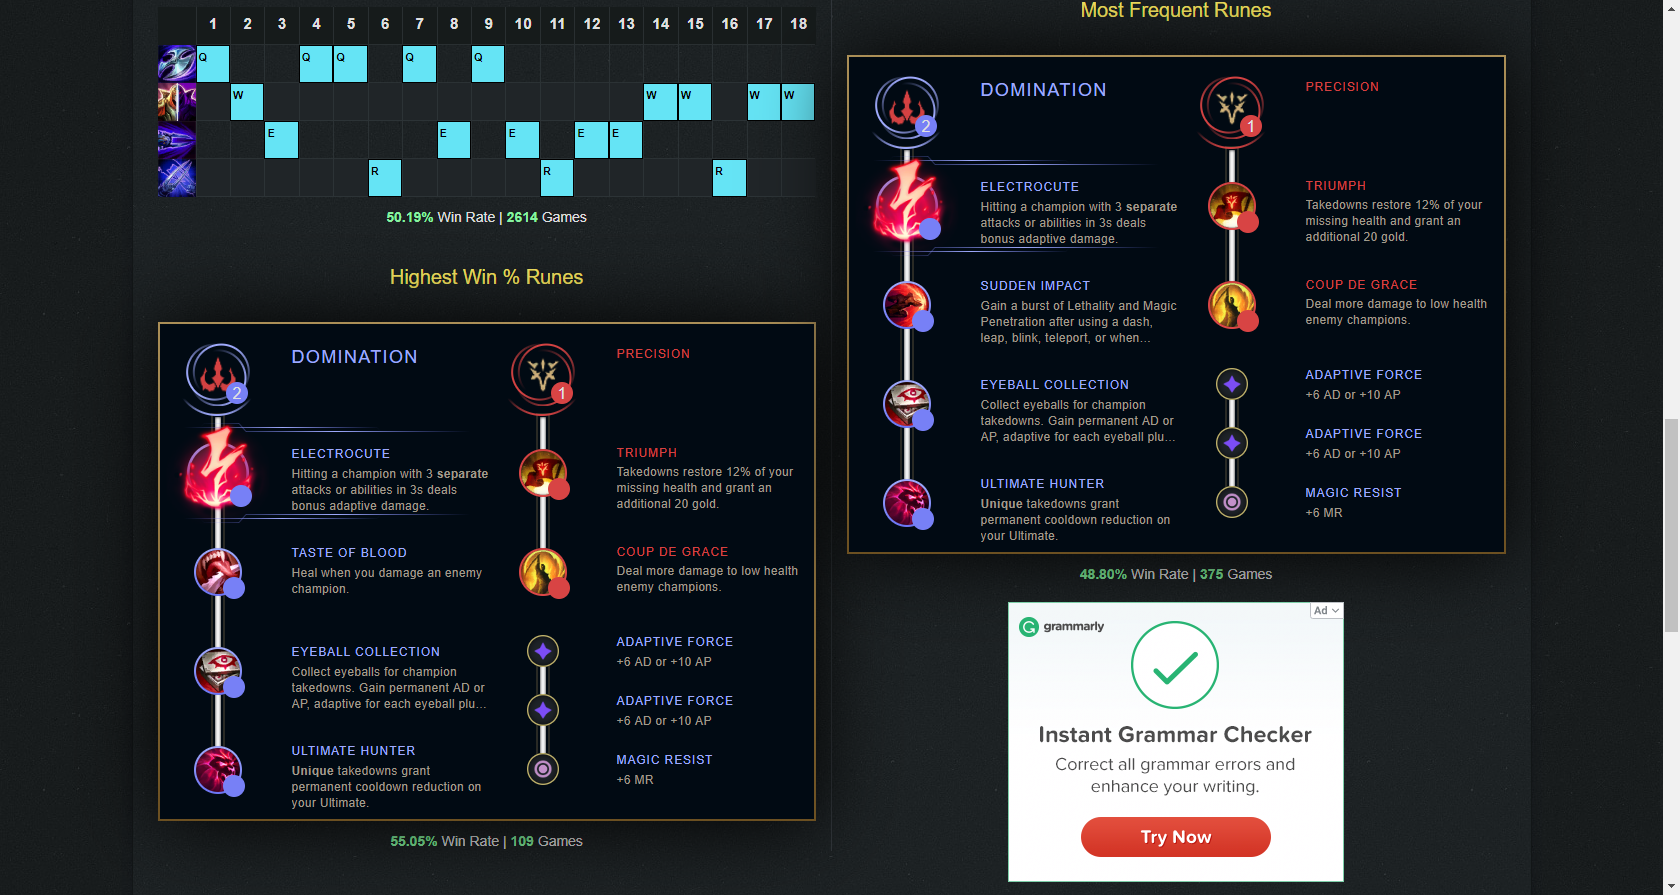 1 2 3 4 5 6 7 8 9 10 11 12 13 14 15 16 17 18
Q Q Q Q Q
W W W W W
E E E E E
R R R
50.19% Win Rate | 2614 Games
Highest Win % Runes
2
DOMINATION
ELECTROCUTE
Hitting a champion with 3 separate
attacks or abilities in 3s deals
bonus adaptive damage.
TASTE OF BLOOD
Heal when you damage an enemy
champion.
EYEBALL COLLECTION
Collect eyeballs for champion
takedowns. Gain permanent AD or
AP, adaptive for each eyeball plu...
ULTIMATE HUNTER
Unique takedowns grant
permanent cooldown reduction on
your Ultimate.
1
PRECISION
TRIUMPH
Takedowns restore 12% of your
missing health and grant an
additional 20 gold.
COUP DE GRACE
Deal more damage to low health
enemy champions.
ADAPTIVE FORCE
+6 AD or +10 AP
ADAPTIVE FORCE
+6 AD or +10 AP
MAGIC RESIST
+6 MR
55.05% Win Rate | 109 Games
Most Frequent Runes
2
DOMINATION
ELECTROCUTE
Hitting a champion with 3 separate
attacks or abilities in 3s deals
bonus adaptive damage.
SUDDEN IMPACT
Gain a burst of Lethality and Magic
Penetration after using a dash,
leap, blink, teleport, or when...
EYEBALL COLLECTION
Collect eyeballs for champion
takedowns. Gain permanent AD or
AP, adaptive for each eyeball plu...
ULTIMATE HUNTER
Unique takedowns grant
permanent cooldown reduction on
your Ultimate.
1
PRECISION
TRIUMPH
Takedowns restore 12% of your
missing health and grant an
additional 20 gold.
COUP DE GRACE
Deal more damage to low health
enemy champions.
ADAPTIVE FORCE
+6 AD or +10 AP
ADAPTIVE FORCE
+6 AD or +10 AP
MAGIC RESIST
+6 MR
48.80% Win Rate | 375 Games
Ad
grammarly
Instant Grammar Checker
Correct all grammar errors and
enhance your writing.
Try Now